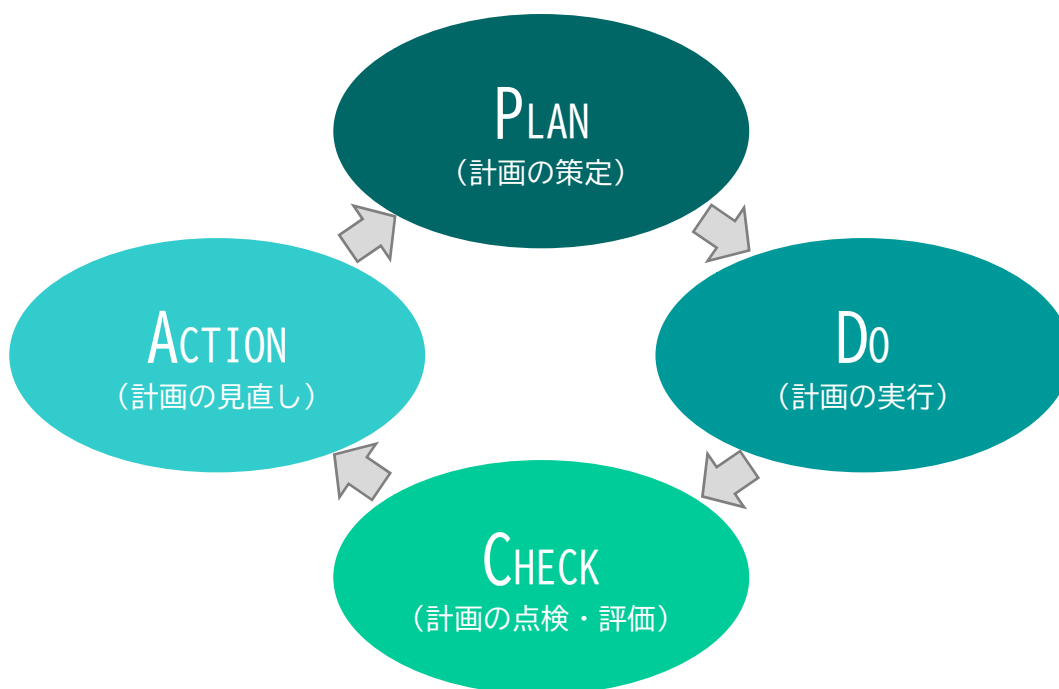 PLAN
（計画の策定）
DO
（計画の実行）
CHECK
（計画の点検・評価）
ACTION
（計画の見直し）